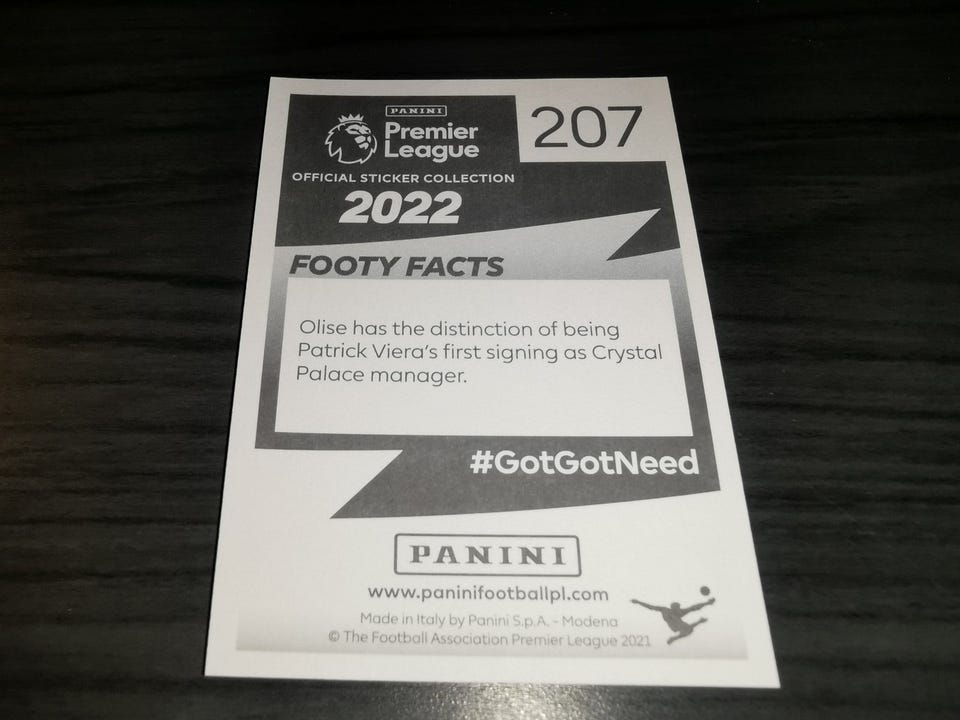 PANINI
Premier
League
207
OFFICIAL STICKER COLLECTION
2022
FOOTY FACTS
Olise has the distinction of being
Patrick Viera's first signing as Crystal
Palace manager.
#GotGotNeed
PANINI
www.paninifootballpl.com
Made in Italy by Panini S.p.A. - Modena
© The Football Association Premier League 2021